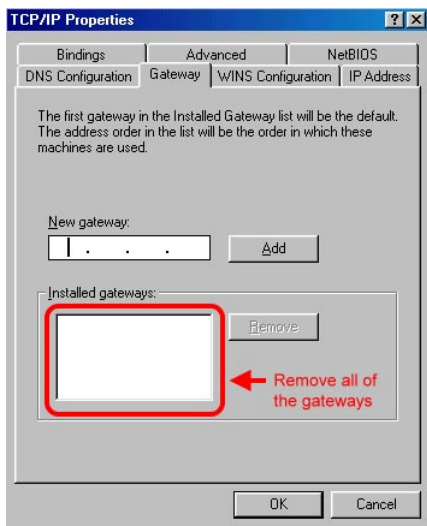 TCP/IP Properties
Bindings Advanced NetBIOS
DNS Configuration Gateway WINS Configuration IP Address
The first gateway in the Installed Gateway list will be the default.
The address order in the list will be the order in which these
machines are used.
New gateway:
. . . Add
Installed gateways:
Remove
Remove all of
the gateways
OK Cancel